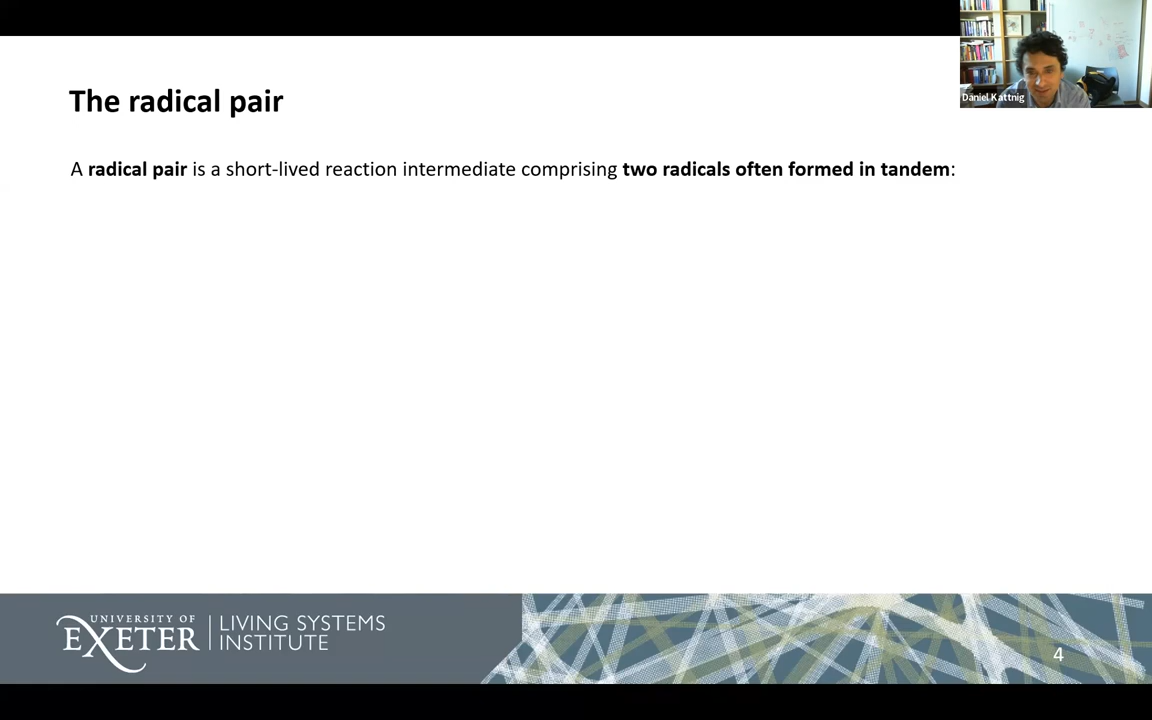 The radical pair
Daniel Kattnig
A radical pair is a short-lived reaction intermediate comprising two radicals often formed in tandem:
UNIVERSITY OF
EXETER
LIVING SYSTEMS
INSTITUTE
4